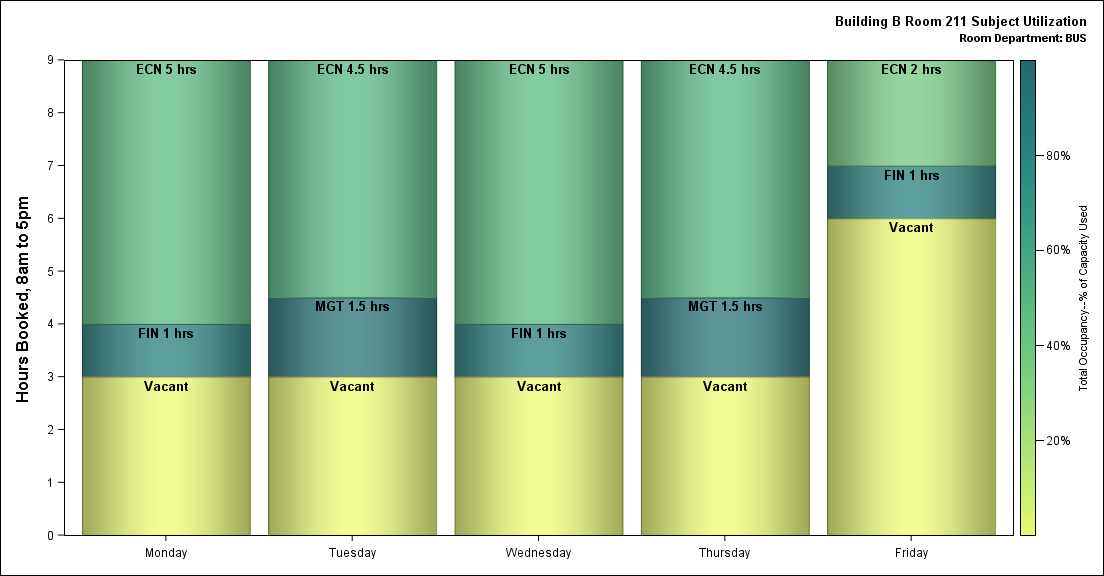 Building B Room 211 Subject Utilization
Room Department: BUS
Hours Booked, 8am to 5pm
9
8
7
6
5
4
3
2
1
0
ECN 5 hrs
FIN 1 hrs
Vacant
ECN 4.5 hrs
MGT 1.5 hrs
Vacant
ECN 5 hrs
FIN 1 hrs
Vacant
ECN 4.5 hrs
MGT 1.5 hrs
Vacant
ECN 2 hrs
FIN 1 hrs
Vacant
Monday
Tuesday
Wednesday
Thursday
Friday
80%
60%
40%
20%
Total Occupancy--% of Capacity Used